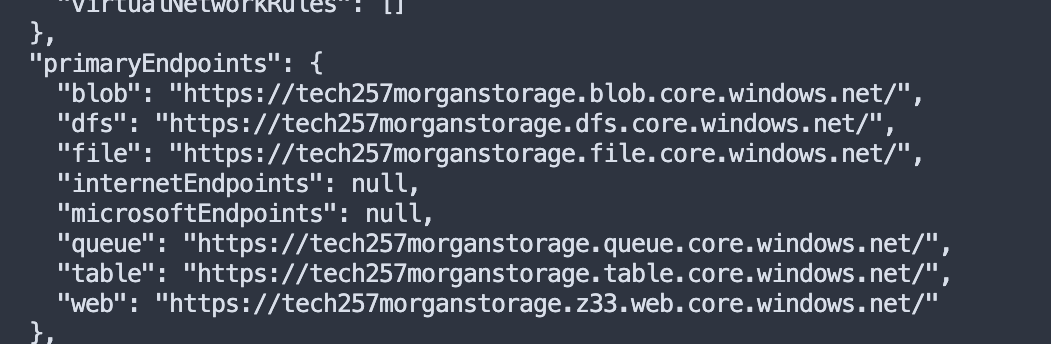 "virtualNetworkRules": []
},
"primaryEndpoints": {
"blob": "https://tech257morganstorage.blob.core.windows.net/",
"dfs": "https://tech257morganstorage.dfs.core.windows.net/",
"file": "https://tech257morganstorage.file.core.windows.net/",
"internetEndpoints": null,
"microsoftEndpoints": null,
"queue": "https://tech257morganstorage.queue.core.windows.net/",
"table": "https://tech257morganstorage.table.core.windows.net/",
"web": "https://tech257morganstorage.z33.web.core.windows.net/"
},